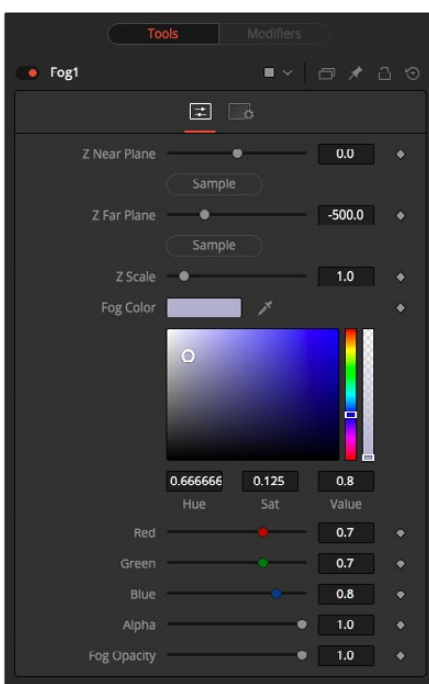 Tools Modifiers
Fog1
Z Near Plane 0.0
Sample
Z Far Plane -500.0
Sample
Z Scale 1.0
Fog Color
0.666666 0.125 0.8
Hue Sat Value
Red 0.7
Green 0.7
Blue 0.8
Alpha 1.0
Fog Opacity 1.0